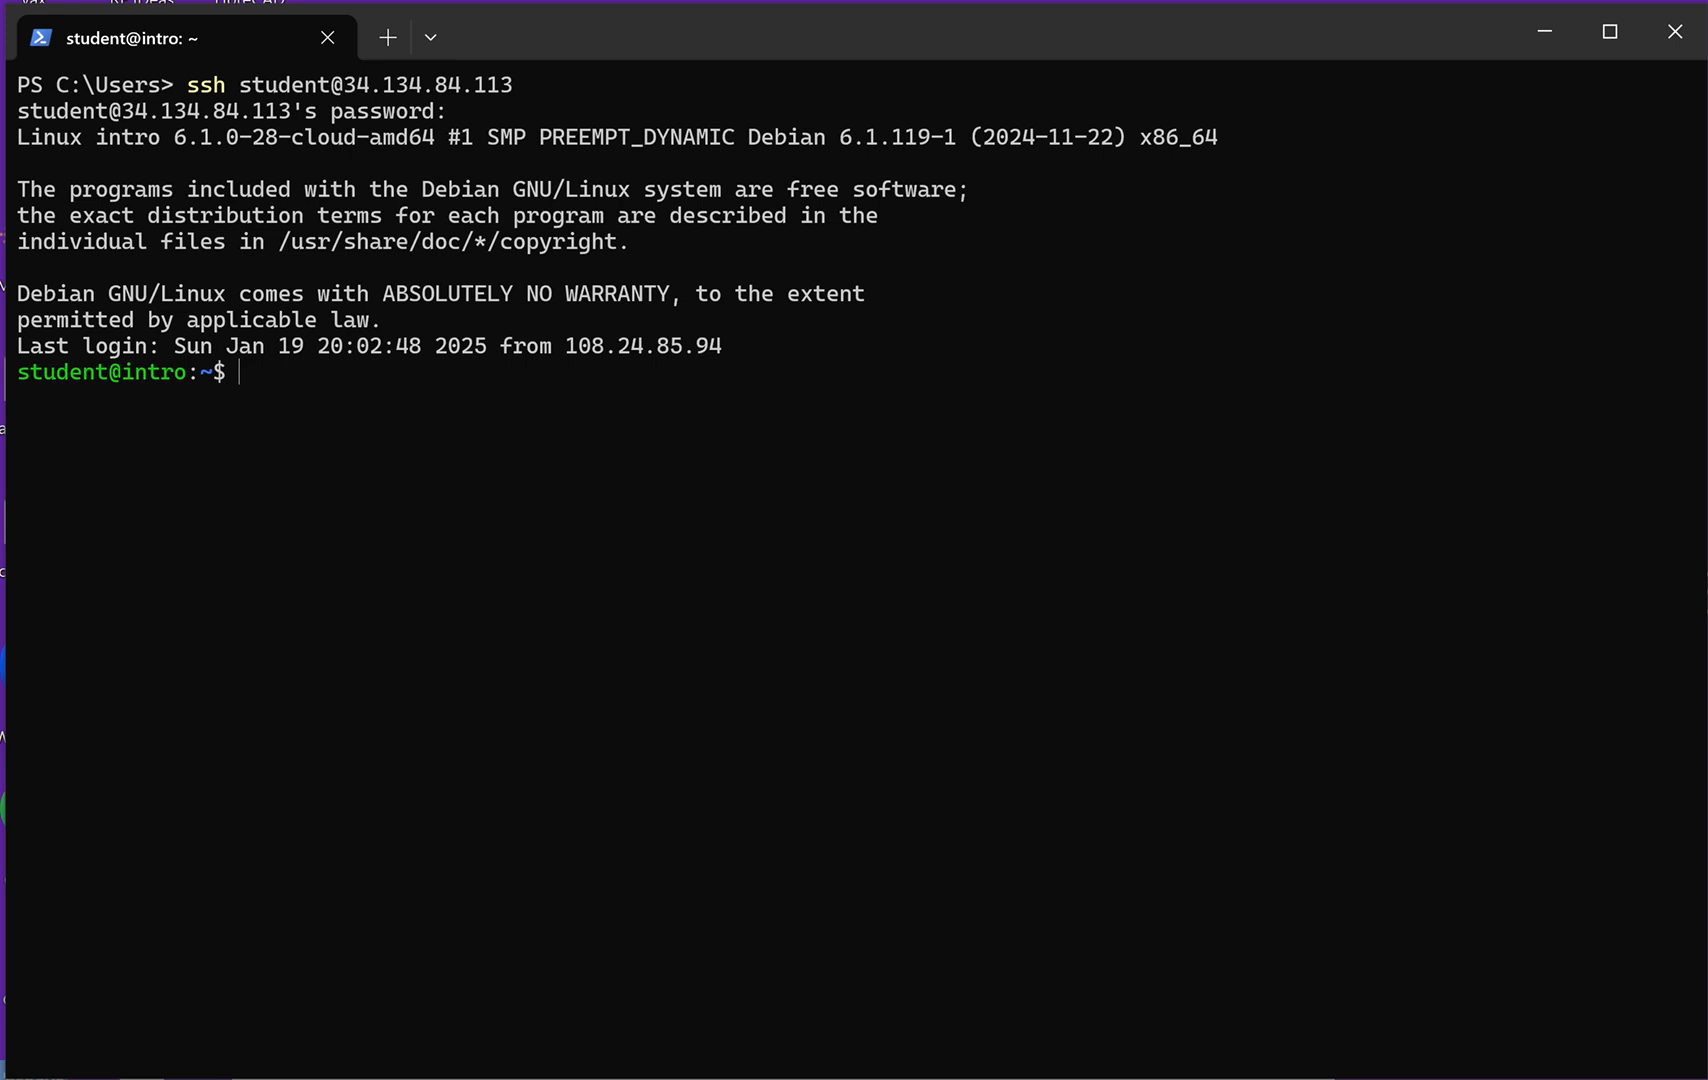 student@intro: ~
PS C:\Users> ssh student@34.134.84.113
student@34.134.84.113's password:
Linux intro 6.1.0-28-cloud-amd64 #1 SMP PREEMPT_DYNAMIC Debian 6.1.119-1 (2024-11-22) x86_64
The programs included with the Debian GNU/Linux system are free software;
the exact distribution terms for each program are described in the
individual files in /usr/share/doc/*/copyright.
Debian GNU/Linux comes with ABSOLUTELY NO WARRANTY, to the extent
permitted by applicable law.
Last login: Sun Jan 19 20:02:48 2025 from 108.24.85.94
student@intro:~$